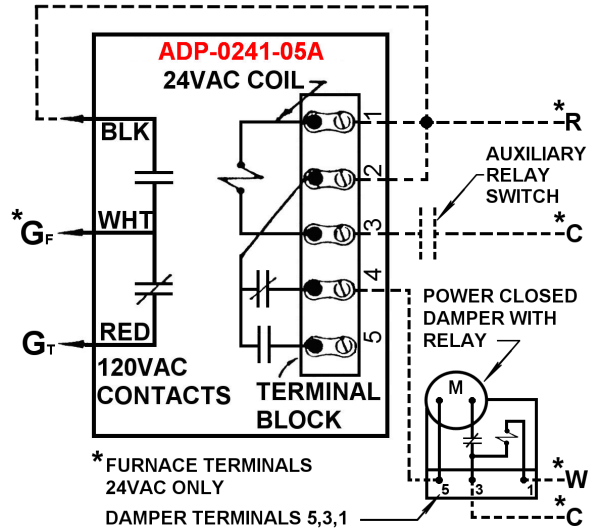 ADP-0241-05A
24VAC COIL
1
*R
BLK
2
AUXILIARY
RELAY
SWITCH
*GF
WHT
3
*C
4
POWER CLOSED
DAMPER WITH
RELAY
GT
RED
5
120VAC
CONTACTS
TERMINAL
BLOCK
M
*FURNACE TERMINALS
24VAC ONLY
5 3 1
*W
DAMPER TERMINALS 5,3,1
*C